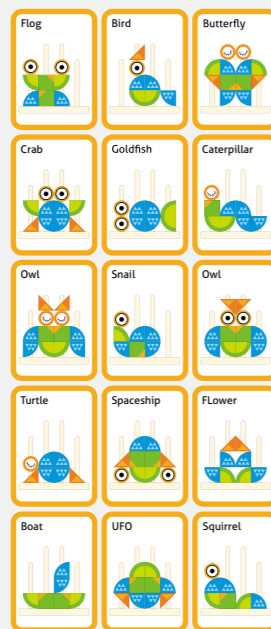 Flog
Bird
Butterfly
Crab
Goldfish
Caterpillar
Owl
Snail
Owl
Turtle
Spaceship
FLower
Boat
UFO
Squirrel